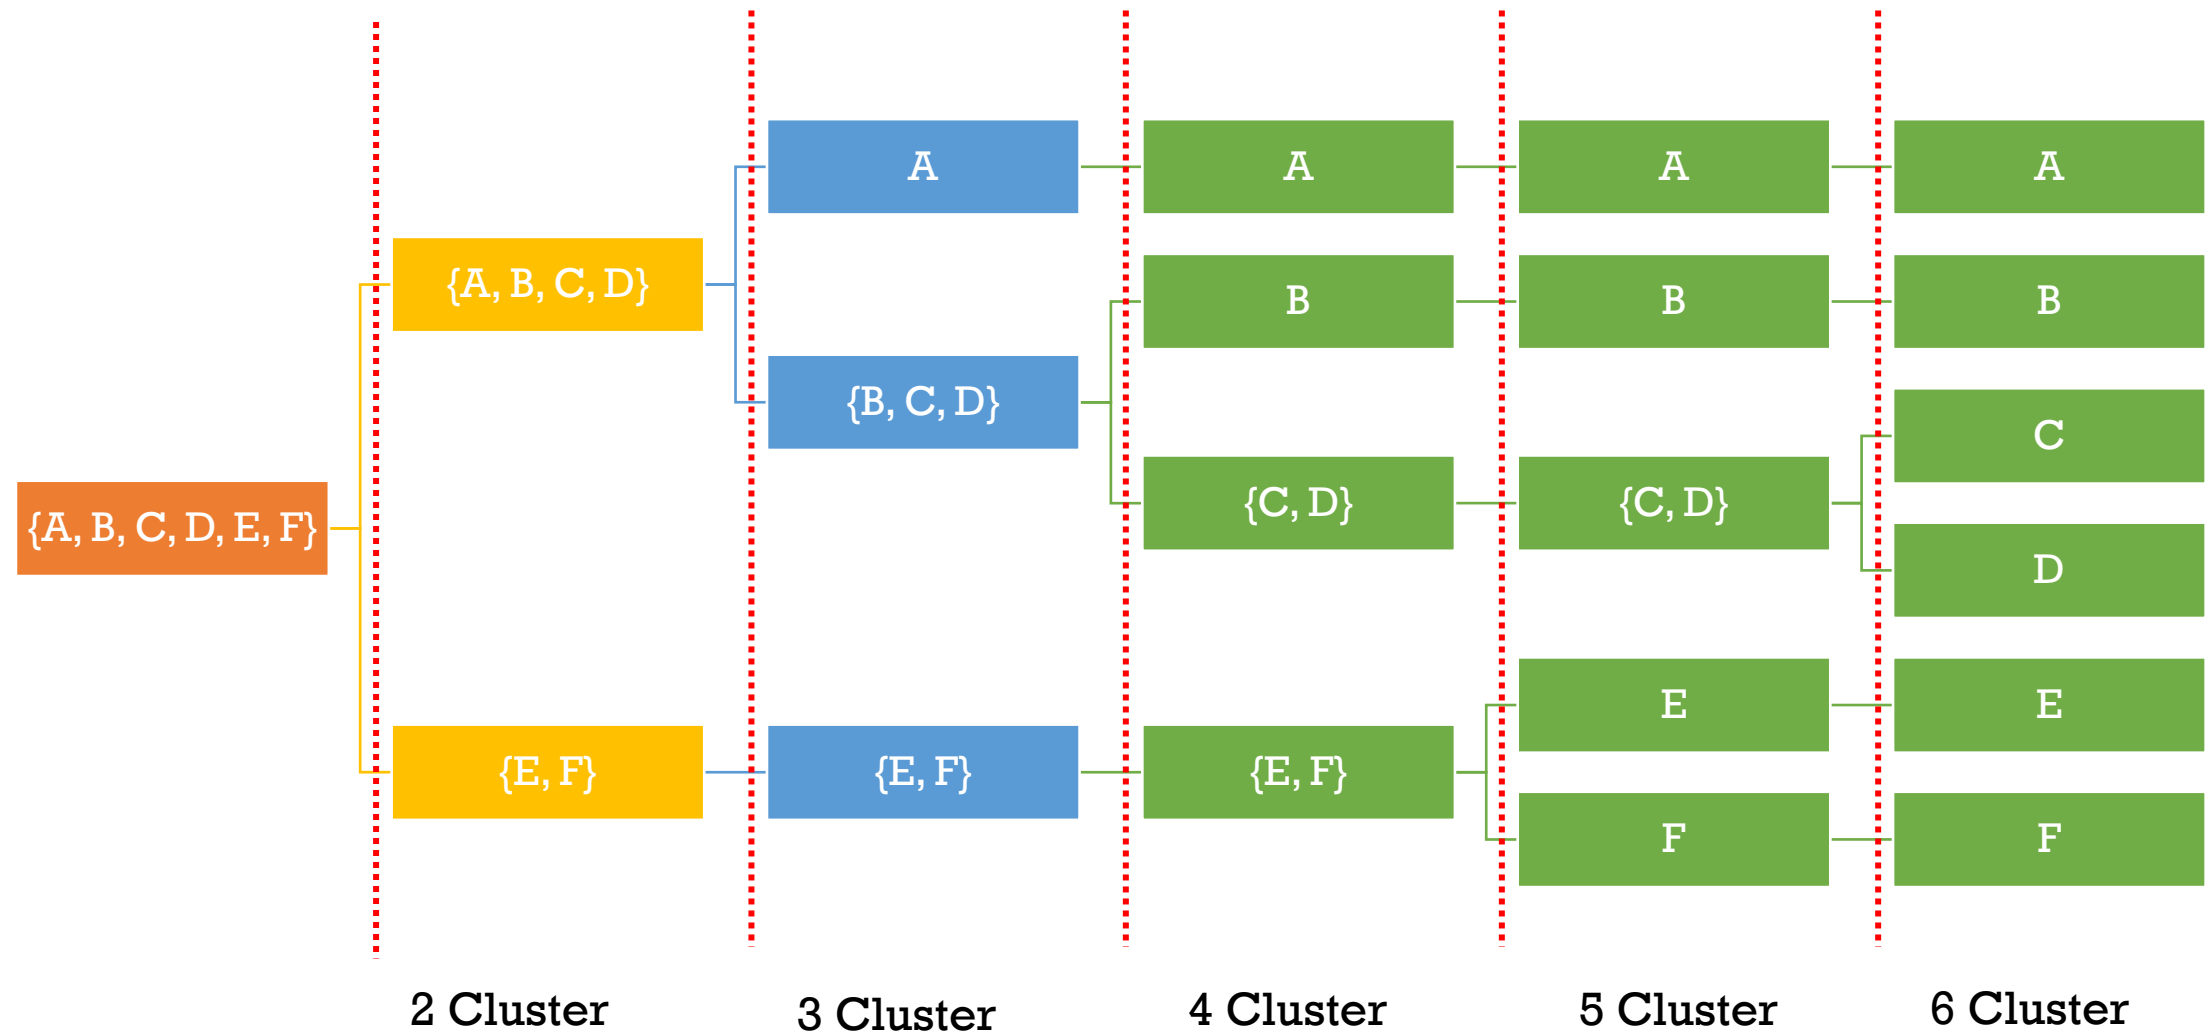 A
A
A
A
{A, B, C, D}
B
B
B
{B, C, D}
C
{A, B, C, D, E, F}
{C, D}
{C, D}
D
E
E
{E, F}
{E, F}
{E, F}
F
F
2 Cluster
3 Cluster
4 Cluster
5 Cluster
6 Cluster